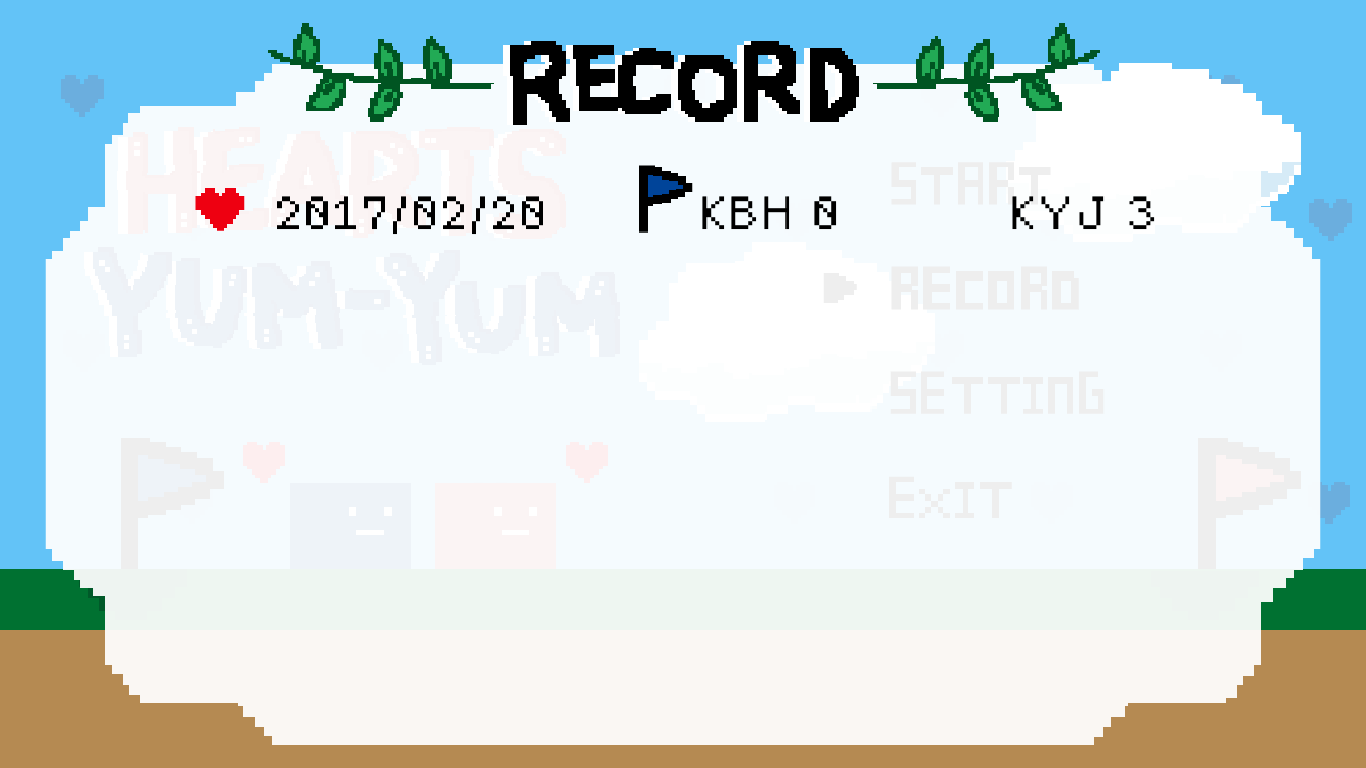 RECORD
HEARTS
YUM-YUM
2017/02/20 KBH 0 KYJ 3
START
RECORD
SETTING
EXIT